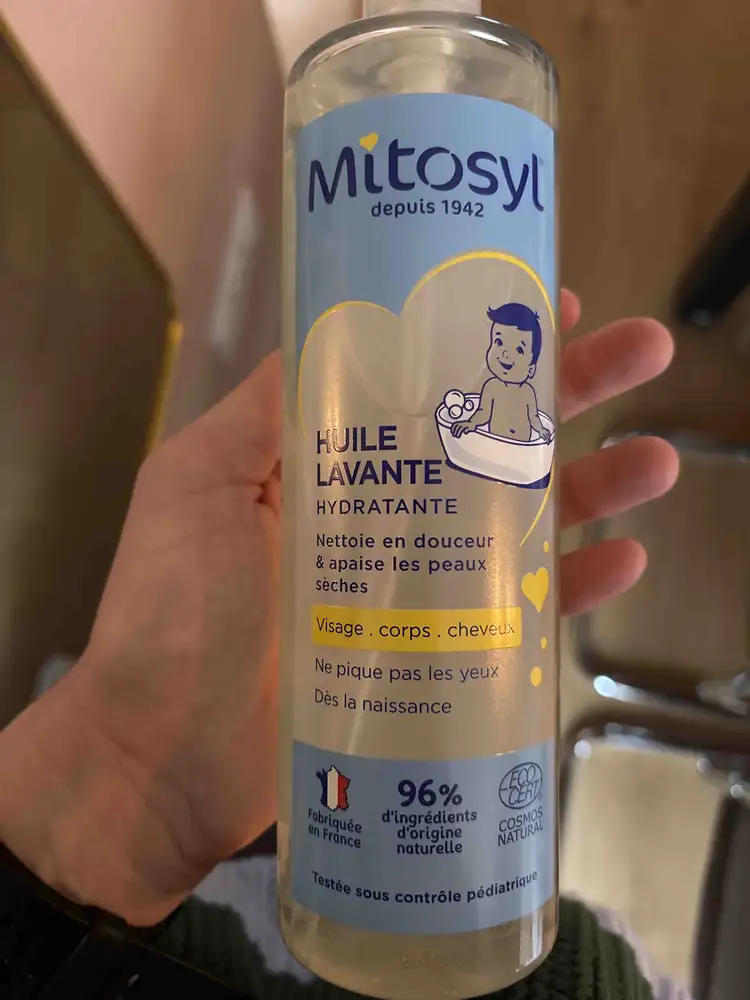 Mitosyl
depuis 1942
HUILE
LAVANTE
HYDRATANTE
Nettoie en douceur
& apaise les peaux
sèches
Visage . corps . cheveux
Ne pique pas les yeux
Dès la naissance
Fabriquée
en France
96%
d'ingrédients
d'origine
naturelle
ECO
CERT
COSMOS
NATURAL
Testée sous contrôle pédiatrique